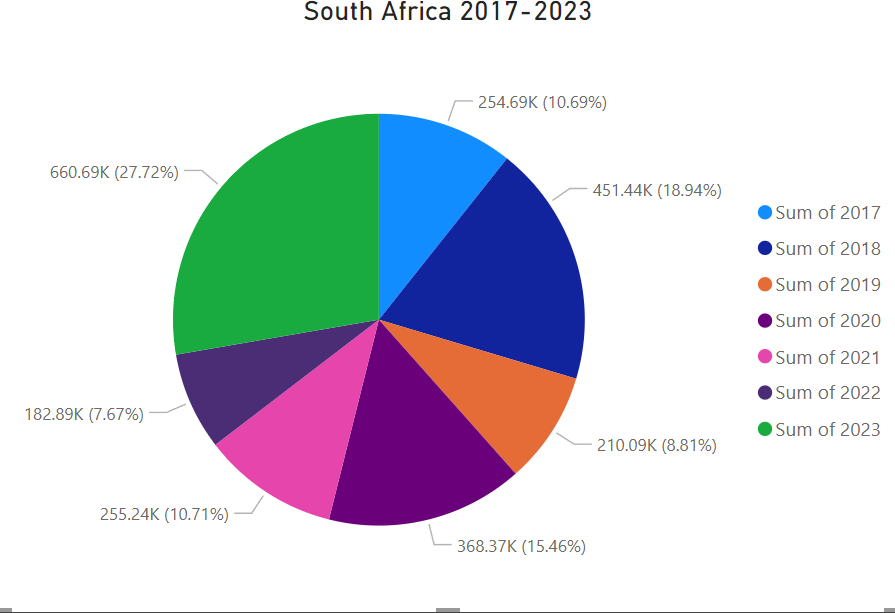 South Africa 2017-2023
254.69K (10.69%)
660.69K (27.72%)
451.44K (18.94%)
Sum of 2017
Sum of 2018
Sum of 2019
Sum of 2020
Sum of 2021
Sum of 2022
Sum of 2023
182.89K (7.67%)
210.09K (8.81%)
255.24K (10.71%)
368.37K (15.46%)